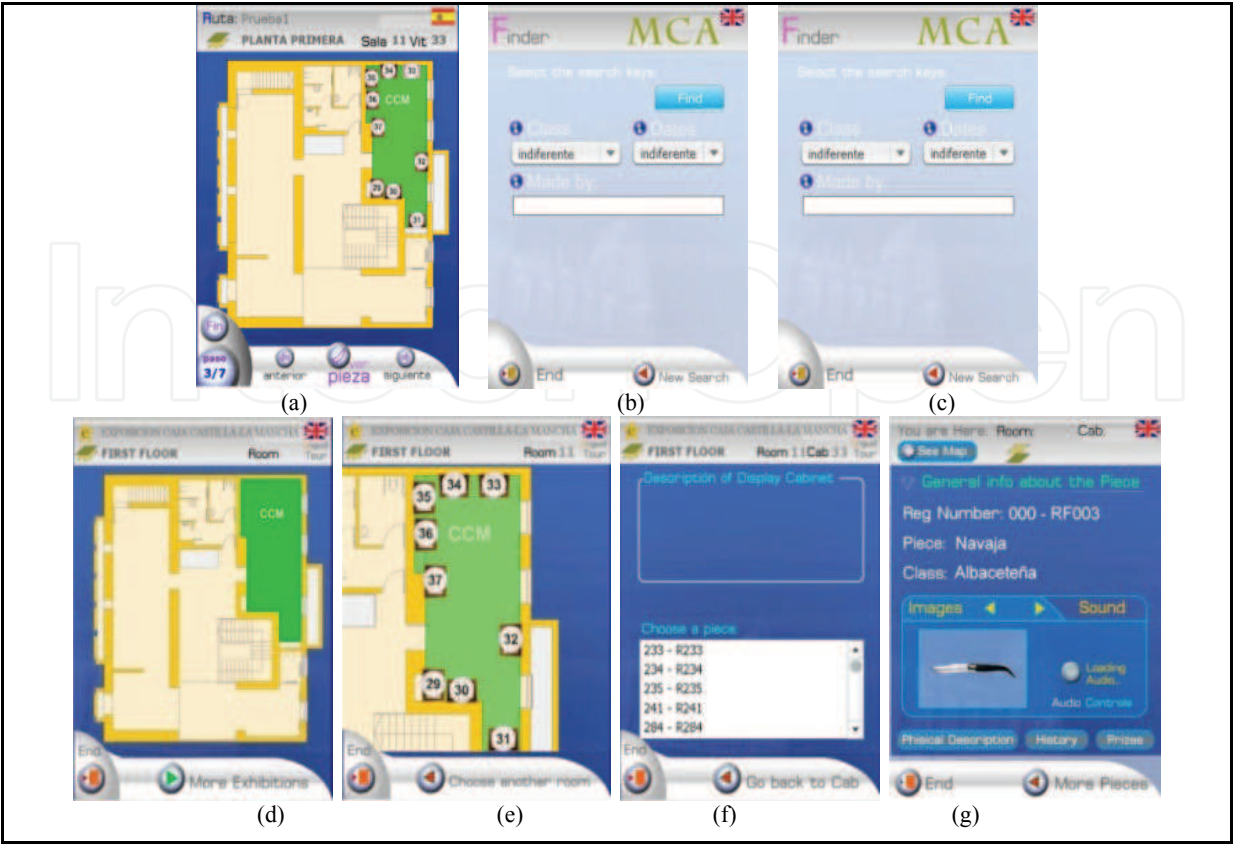 Ruta: Prueba1
PLANTA PRIMERA Sala 11 Vit 33
34 33
35
36 CCM
37
32
29 30
31
Fin
paso
3/7
anterior
ver
pieza
siguiente
(a)
Finder MCA
Select the search keys:
Find
Class Dates
indiferente indiferente
Made by:
End New Search
(b)
Finder MCA
Select the search keys:
Find
Class Dates
indiferente indiferente
Made by:
End New Search
(c)
InTechOpen
EXPOSICION CAJA CASTILLA LA MANCHA
FIRST FLOOR Room Tour
CCM
End
More Exhibitions
(d)
EXPOSICION CAJA CASTILLA LA MANCHA
FIRST FLOOR Room 11 Tour
34 33
35
36 CCM
37
32
29 30
31
End
Choose another room
(e)
EXPOSICION CAJA CASTILLA LA MANCHA
FIRST FLOOR Room 11 Cab 33 Tour
Description of Display Cabinet
Choose a piece
233 - R233
234 - R234
235 - R235
241 - R241
284 - R284
End
Go back to Cab
(f)
You are Here: Room: Cab:
See Map
General info about the Piece
Reg Number: 000 - RF003
Piece: Navaja
Class: Albaceteña
Images Sound
Loading
Audio...
Audio Controls
Phisical Description History Prizes
End More Pieces
(g)